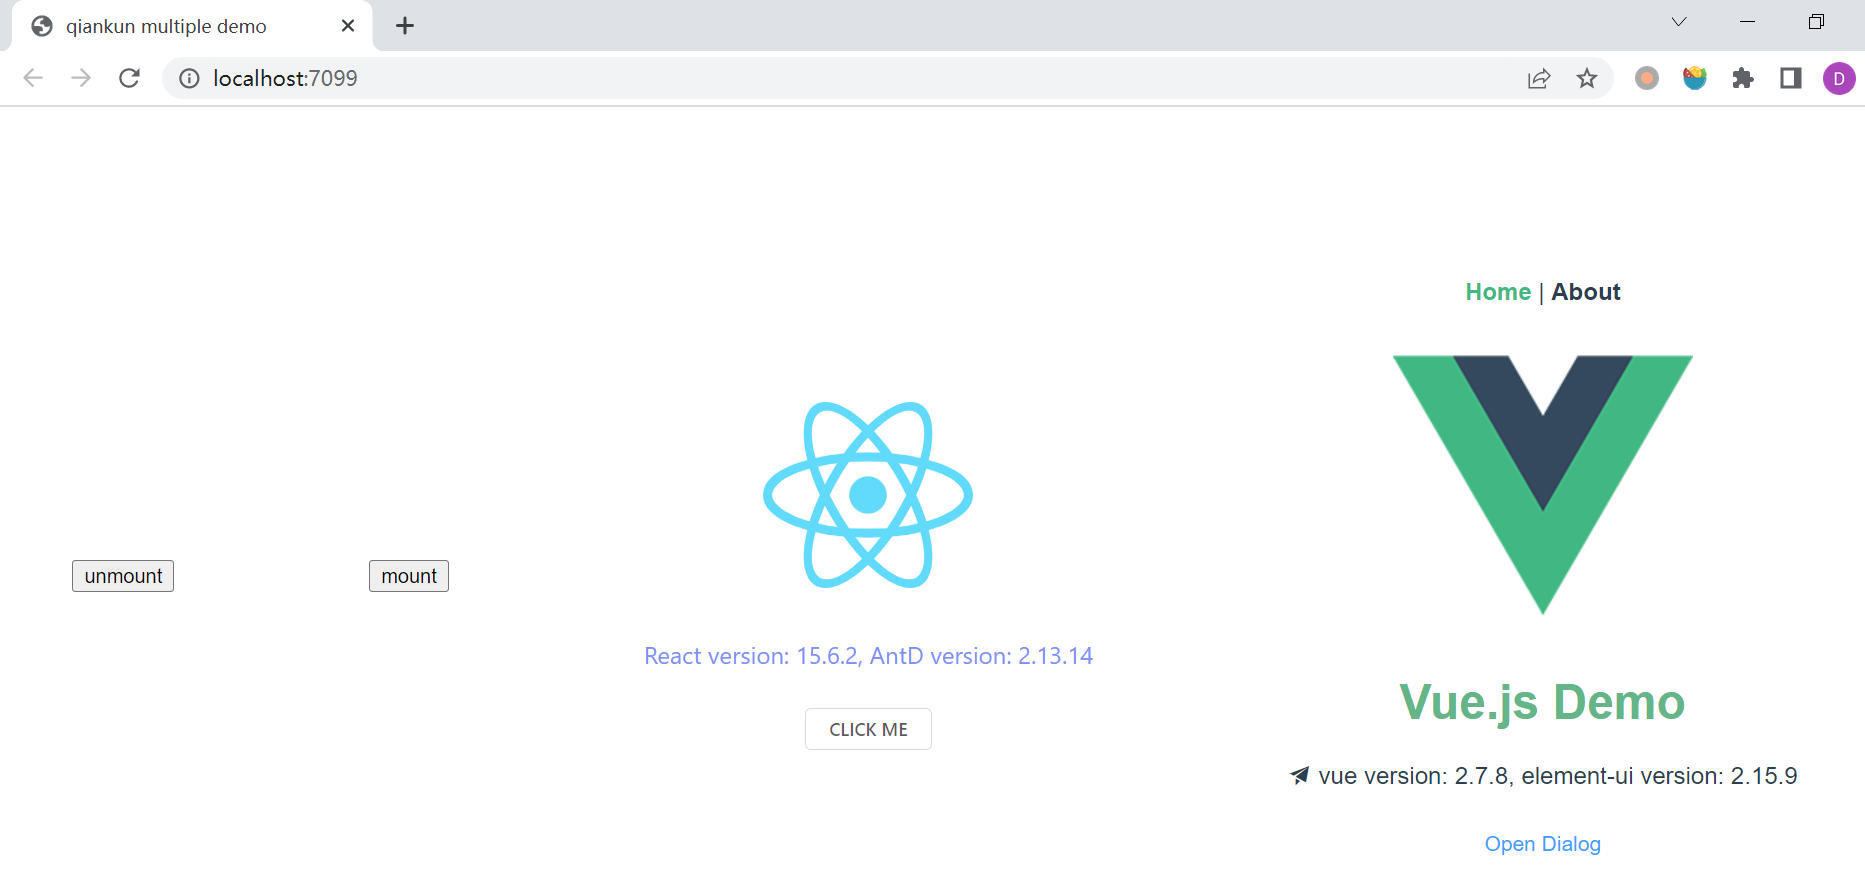 qiankun multiple demo
localhost:7099
D
Home | About
unmount
mount
React version: 15.6.2, AntD version: 2.13.14
CLICK ME
Vue.js Demo
vue version: 2.7.8, element-ui version: 2.15.9
Open Dialog